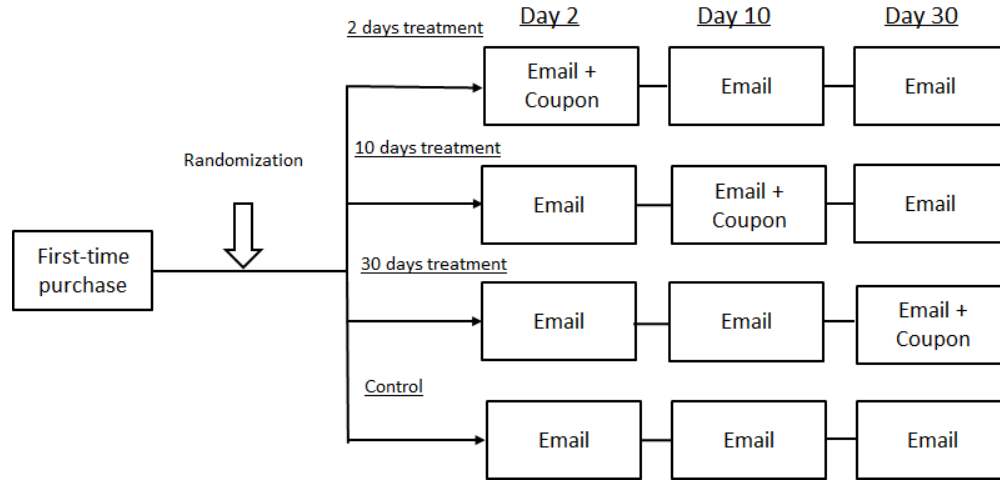 Day 2
Day 10
Day 30
2 days treatment
Email +
Coupon
Email
Email
10 days treatment
Randomization
Email
Email +
Coupon
Email
First-time
purchase
30 days treatment
Email
Email
Email +
Coupon
Control
Email
Email
Email